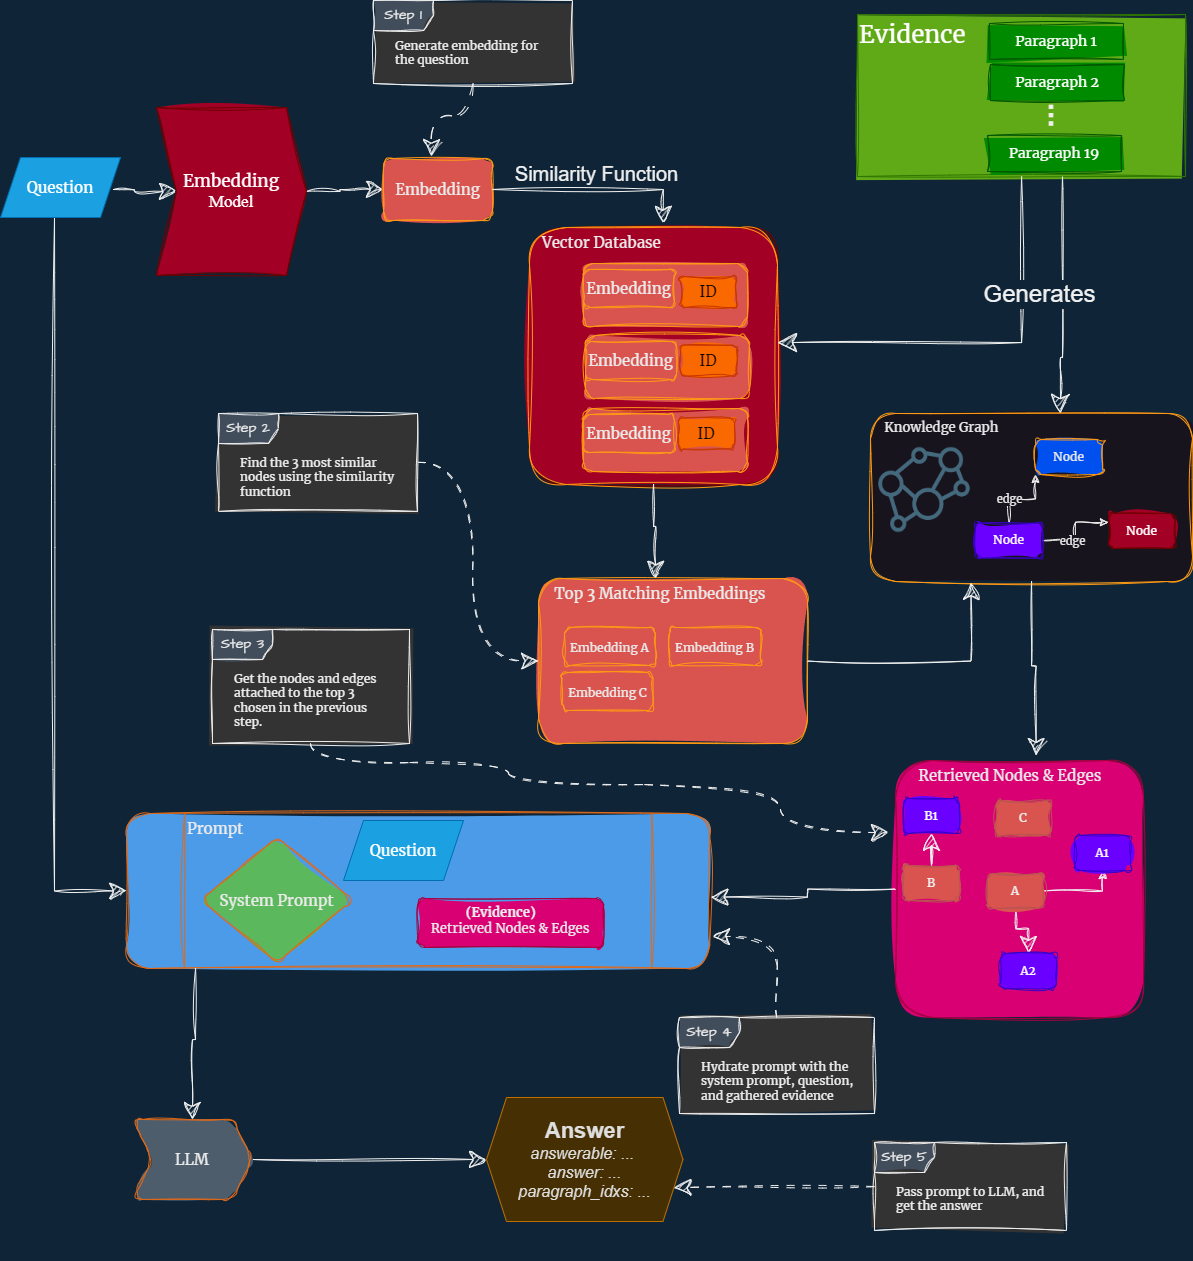 Step 1
Generate embedding for
the question
Evidence
Paragraph 1
Paragraph 2
Paragraph 19
Question
Embedding
Model
Embedding
Similarity Function
Vector Database
Embedding
ID
Embedding
ID
Embedding
ID
Generates
Knowledge Graph
Node
edge
Node
edge
Node
Step 2
Find the 3 most similar
nodes using the similarity
function
Top 3 Matching Embeddings
Embedding A
Embedding B
Embedding C
Step 3
Get the nodes and edges
attached to the top 3
chosen in the previous
step.
Retrieved Nodes & Edges
B1
C
A1
B
A
A2
Prompt
Question
System Prompt
(Evidence)
Retrieved Nodes & Edges
Step 4
Hydrate prompt with the
system prompt, question,
and gathered evidence
LLM
Answer
answerable: ...
answer: ...
paragraph_idxs: ...
Step 5
Pass prompt to LLM, and
get the answer